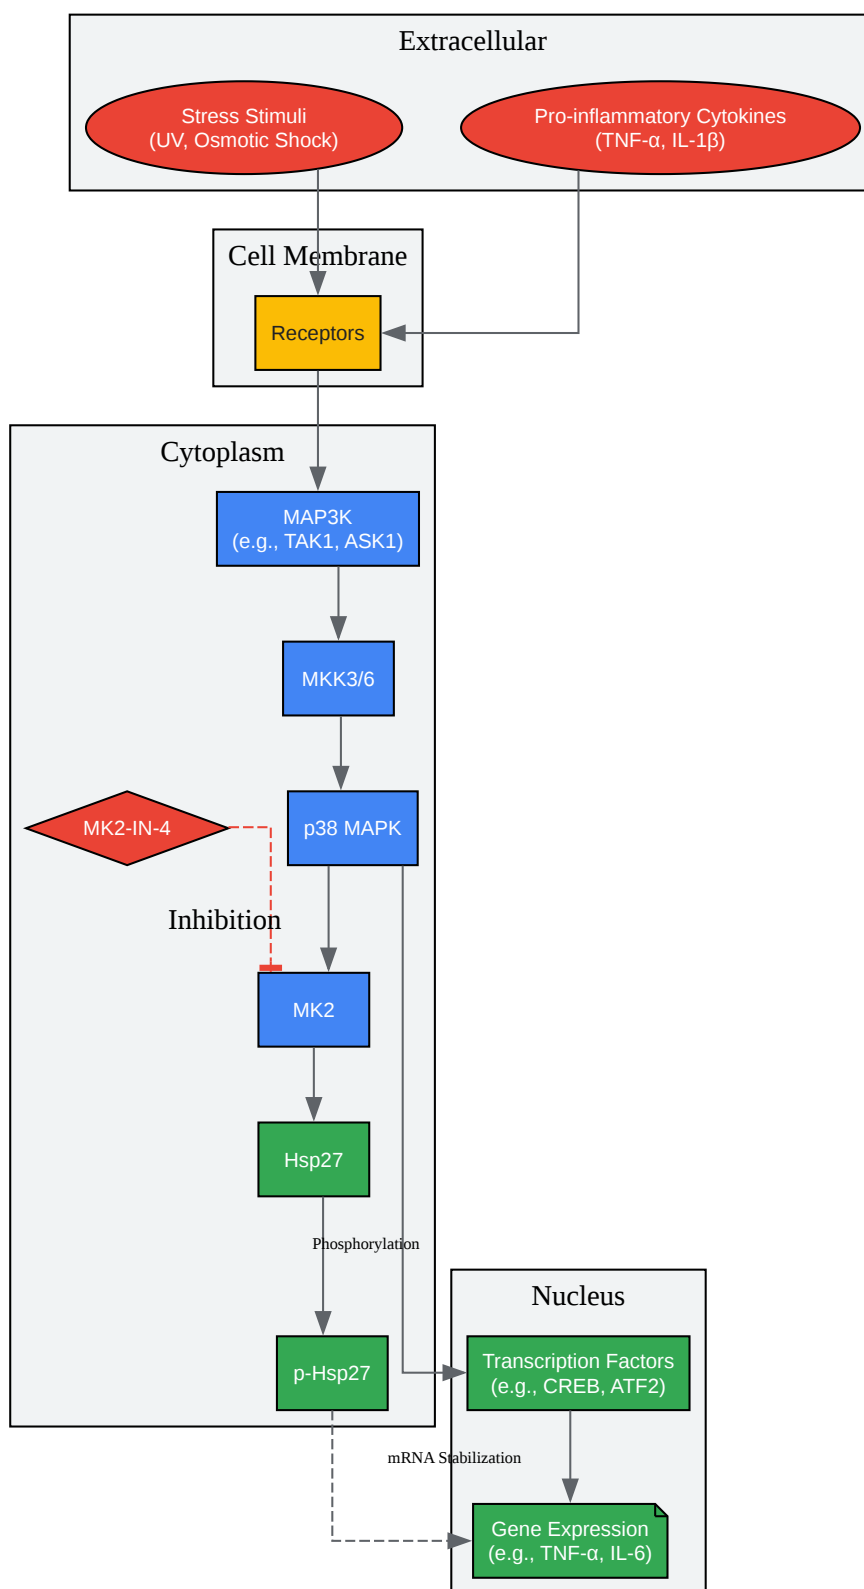 Extracellular
Stress Stimuli
(UV, Osmotic Shock)
Pro-inflammatory Cytokines
(TNF-α, IL-1β)
Cell Membrane
Receptors
Cytoplasm
MAP3K
(e.g., TAK1, ASK1)
MKK3/6
MK2-IN-4
p38 MAPK
Inhibition
MK2
Hsp27
Phosphorylation
p-Hsp27
Nucleus
Transcription Factors
(e.g., CREB, ATF2)
mRNA Stabilization
Gene Expression
(e.g., TNF-α, IL-6)